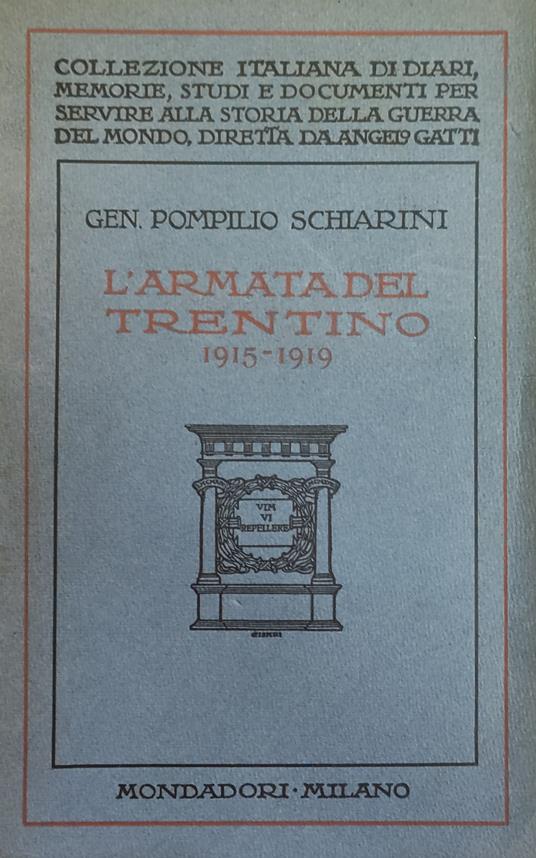 COLLEZIONE ITALIANA DI DIARI,
MEMORIE, STUDI E DOCUMENTI PER
SERVIRE ALLA STORIA DELLA GUERRA
DEL MONDO, DIRETTA DA ANGELO GATTI
GEN. POMPILIO SCHIARINI
L'ARMATA DEL
TRENTINO
1915-1919
VIM
VI
REPELLERE
MONDADORI · MILANO